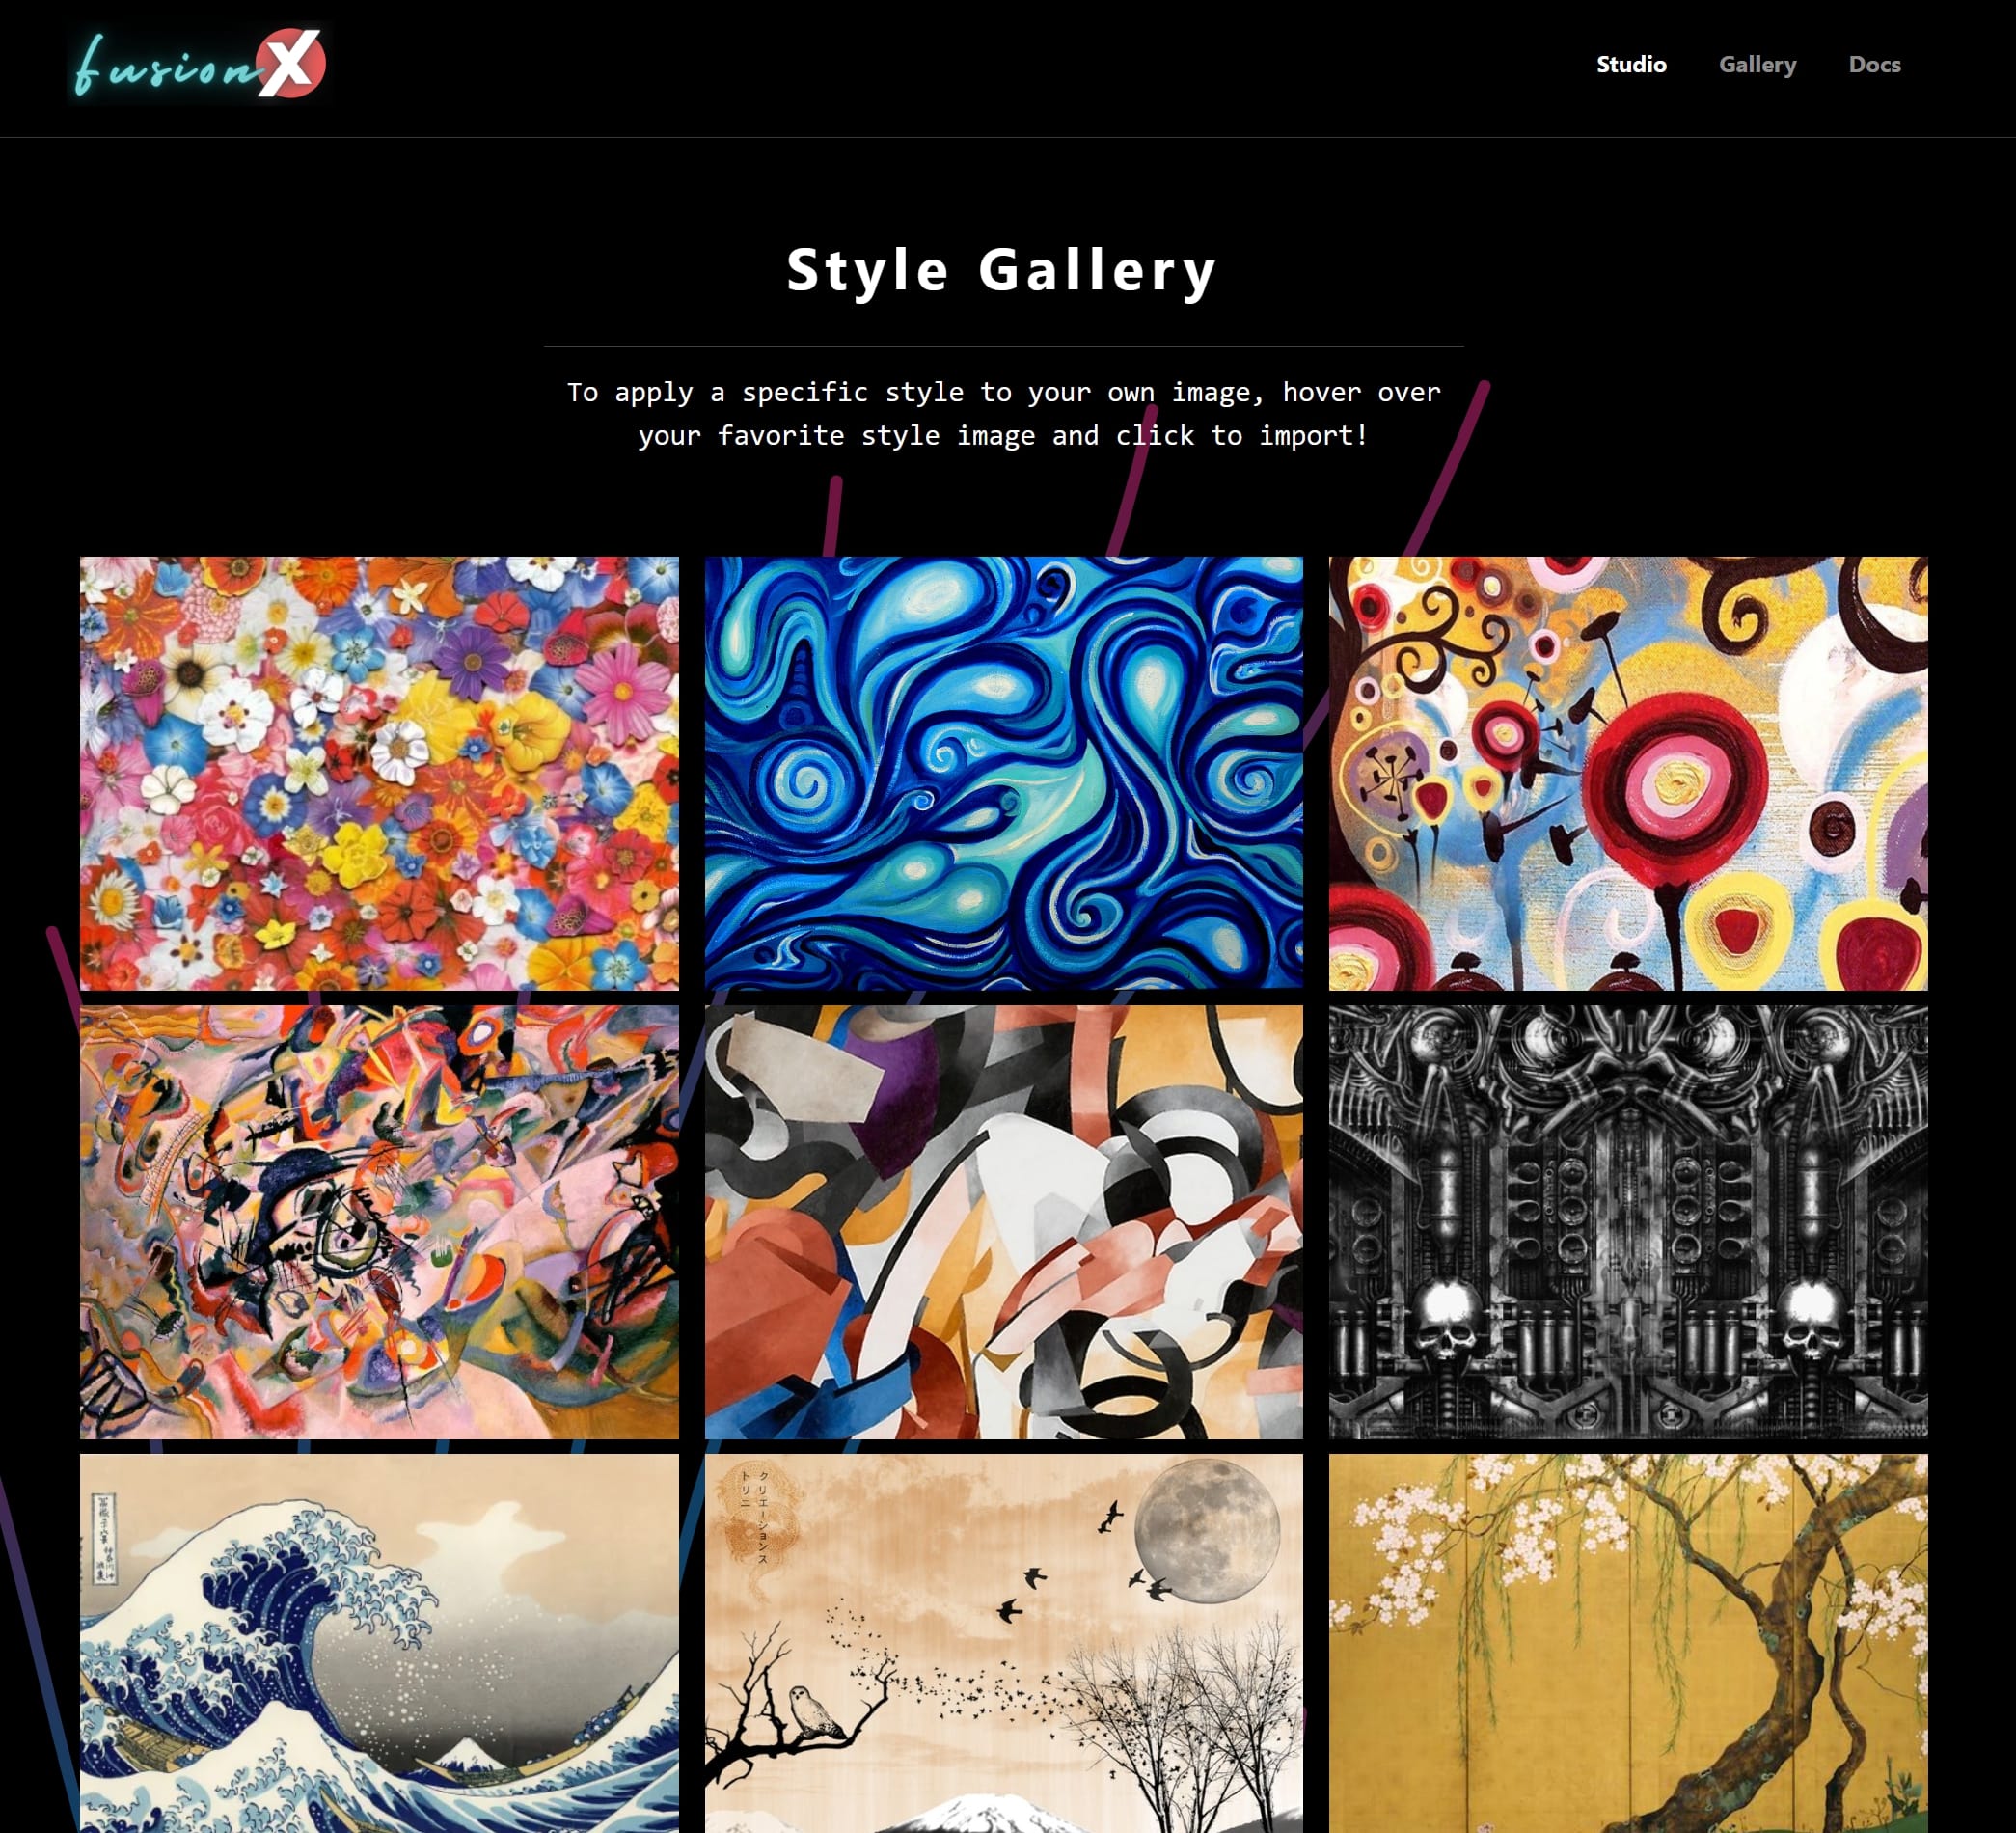 fusionX
Studio
Gallery
Docs
Style Gallery
To apply a specific style to your own image, hover over
your favorite style image and click to import!
クリエーションス
トリニ